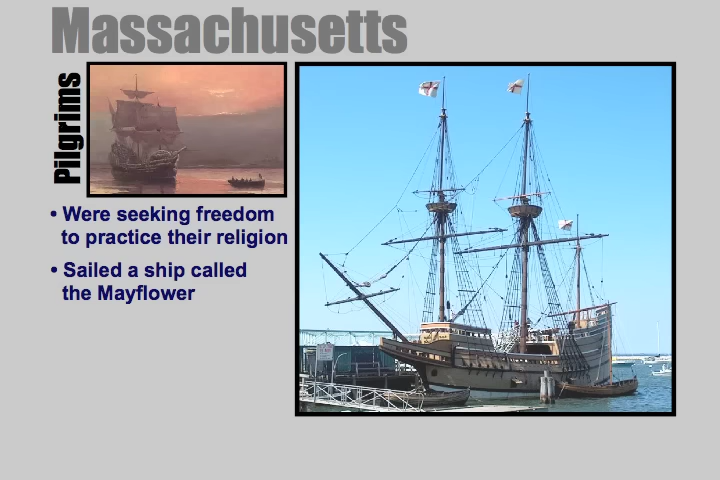 Massachusetts
Pilgrims
• Were seeking freedom
to practice their religion
• Sailed a ship called
the Mayflower